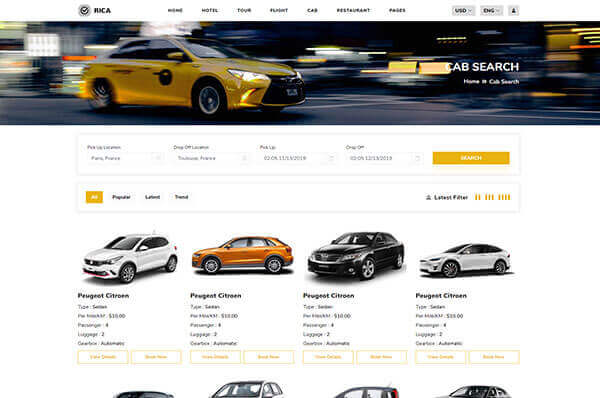 RICA
HOME HOTEL TOUR FLIGHT CAB RESTAURANT PAGES USD ENG
CAB SEARCH
Home Cab Search
Pick Up Location Drop Off Location Pick Up Drop Off
Paris, France Toulouse, France 02:05 11/13/2019 02:05 12/13/2019 SEARCH
All Popular Latest Trend Latest Filter
Peugeot Citroen Peugeot Citroen Peugeot Citroen Peugeot Citroen
Type : Sedan Type : Sedan Type : Sedan Type : Sedan
Per Mile/KM : $10.00 Per Mile/KM : $10.00 Per Mile/KM : $10.00 Per Mile/KM : $10.00
Passenger : 4 Passenger : 4 Passenger : 4 Passenger : 4
Luggage : 2 Luggage : 2 Luggage : 2 Luggage : 2
Gearbox : Automatic Gearbox : Automatic Gearbox : Automatic Gearbox : Automatic
View Details Book Now View Details Book Now View Details Book Now View Details Book Now